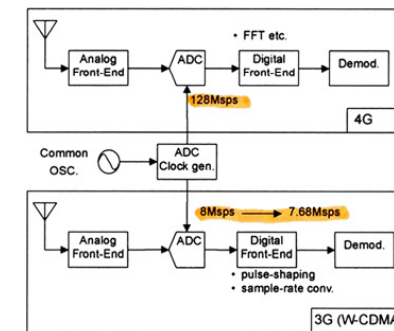 • FFT etc.
Analog
Front-End
ADC
Digital
Front-End
Demod.
128Msps
4G
Common
OSC.
ADC
Clock gen.
8Msps
7.68Msps
Analog
Front-End
ADC
Digital
Front-End
Demod.
• pulse-shaping
• sample-rate conv.
3G (W-CDMA